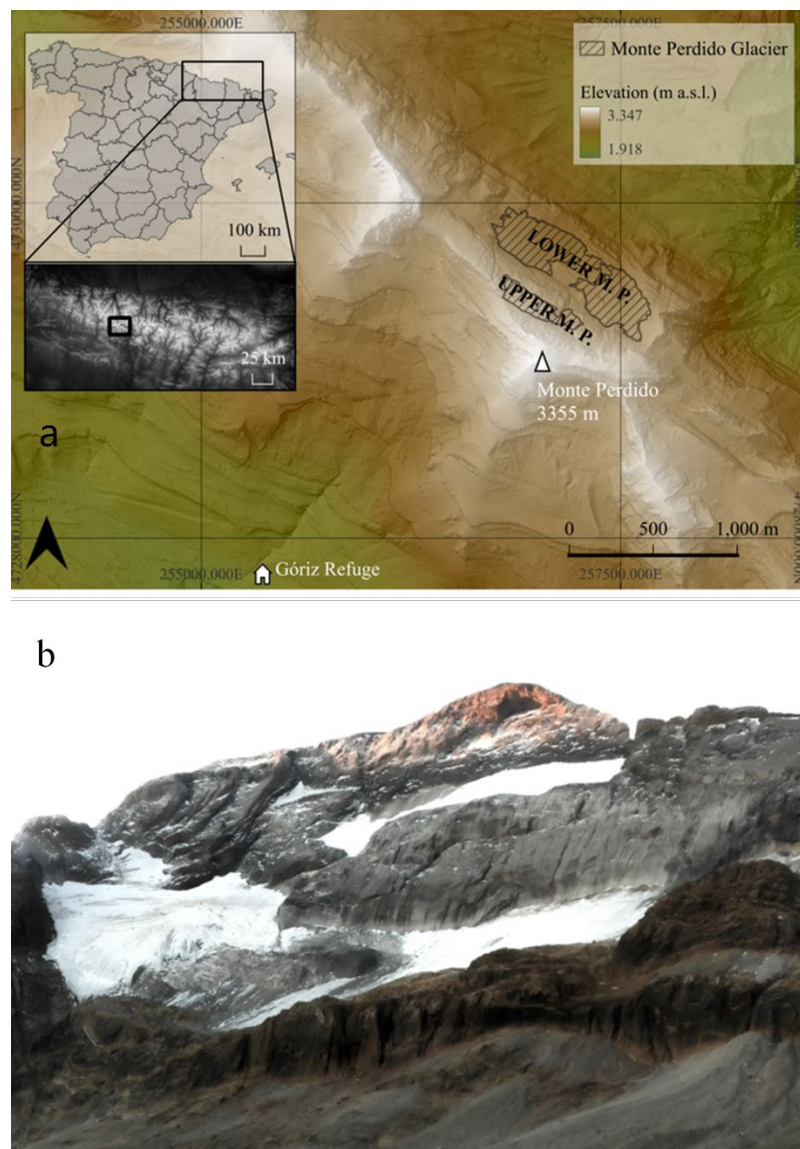 255000.000E
257500.000E
Monte Perdido Glacier
Elevation (m a.s.l.)
3.347
1.918
4730000.000N
100 km
LOWER M. P.
UPPER M. P.
25 km
Monte Perdido
3355 m
a
4728000.000N
0 500 1,000 m
Góriz Refuge
255000.000E
257500.000E
b